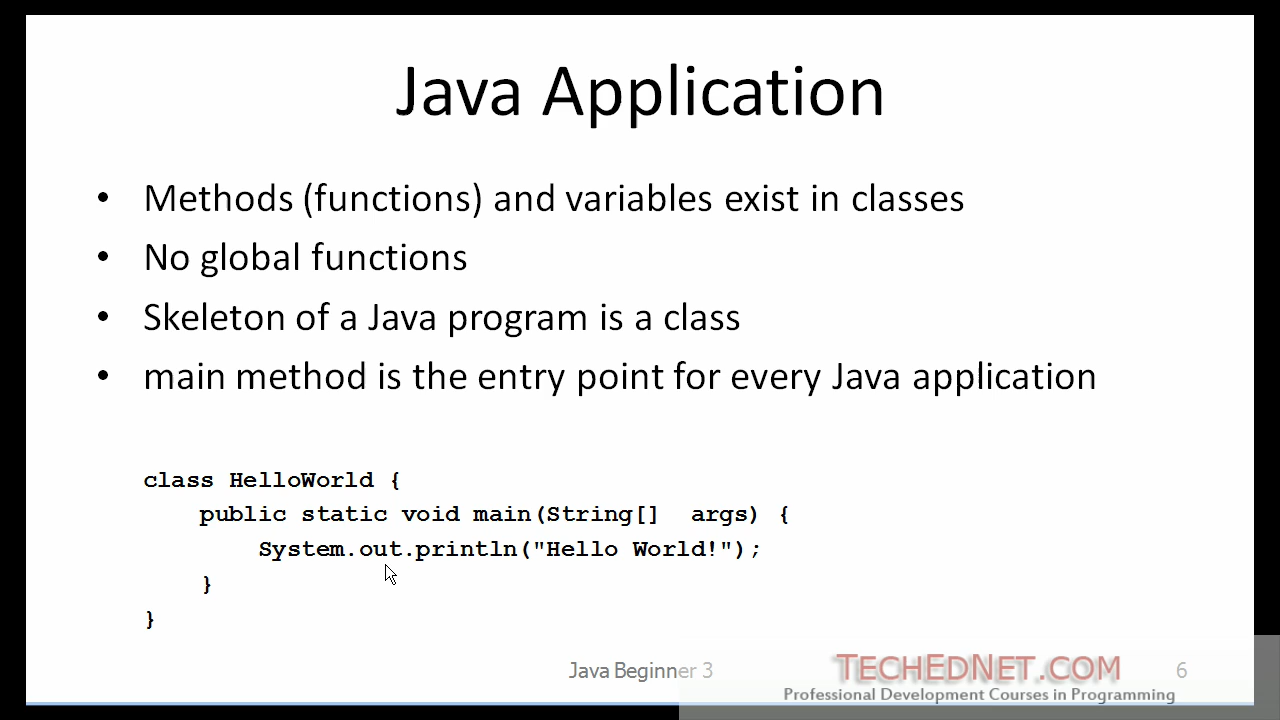 Java Application
• Methods (functions) and variables exist in classes
• No global functions
• Skeleton of a Java program is a class
• main method is the entry point for every Java application
class HelloWorld {
    public static void main(String[]  args) {
        System.out.println("Hello World!");
    }
}
Java Beginner 3
TECHEDNET.COM
6
Professional Development Courses in Programming